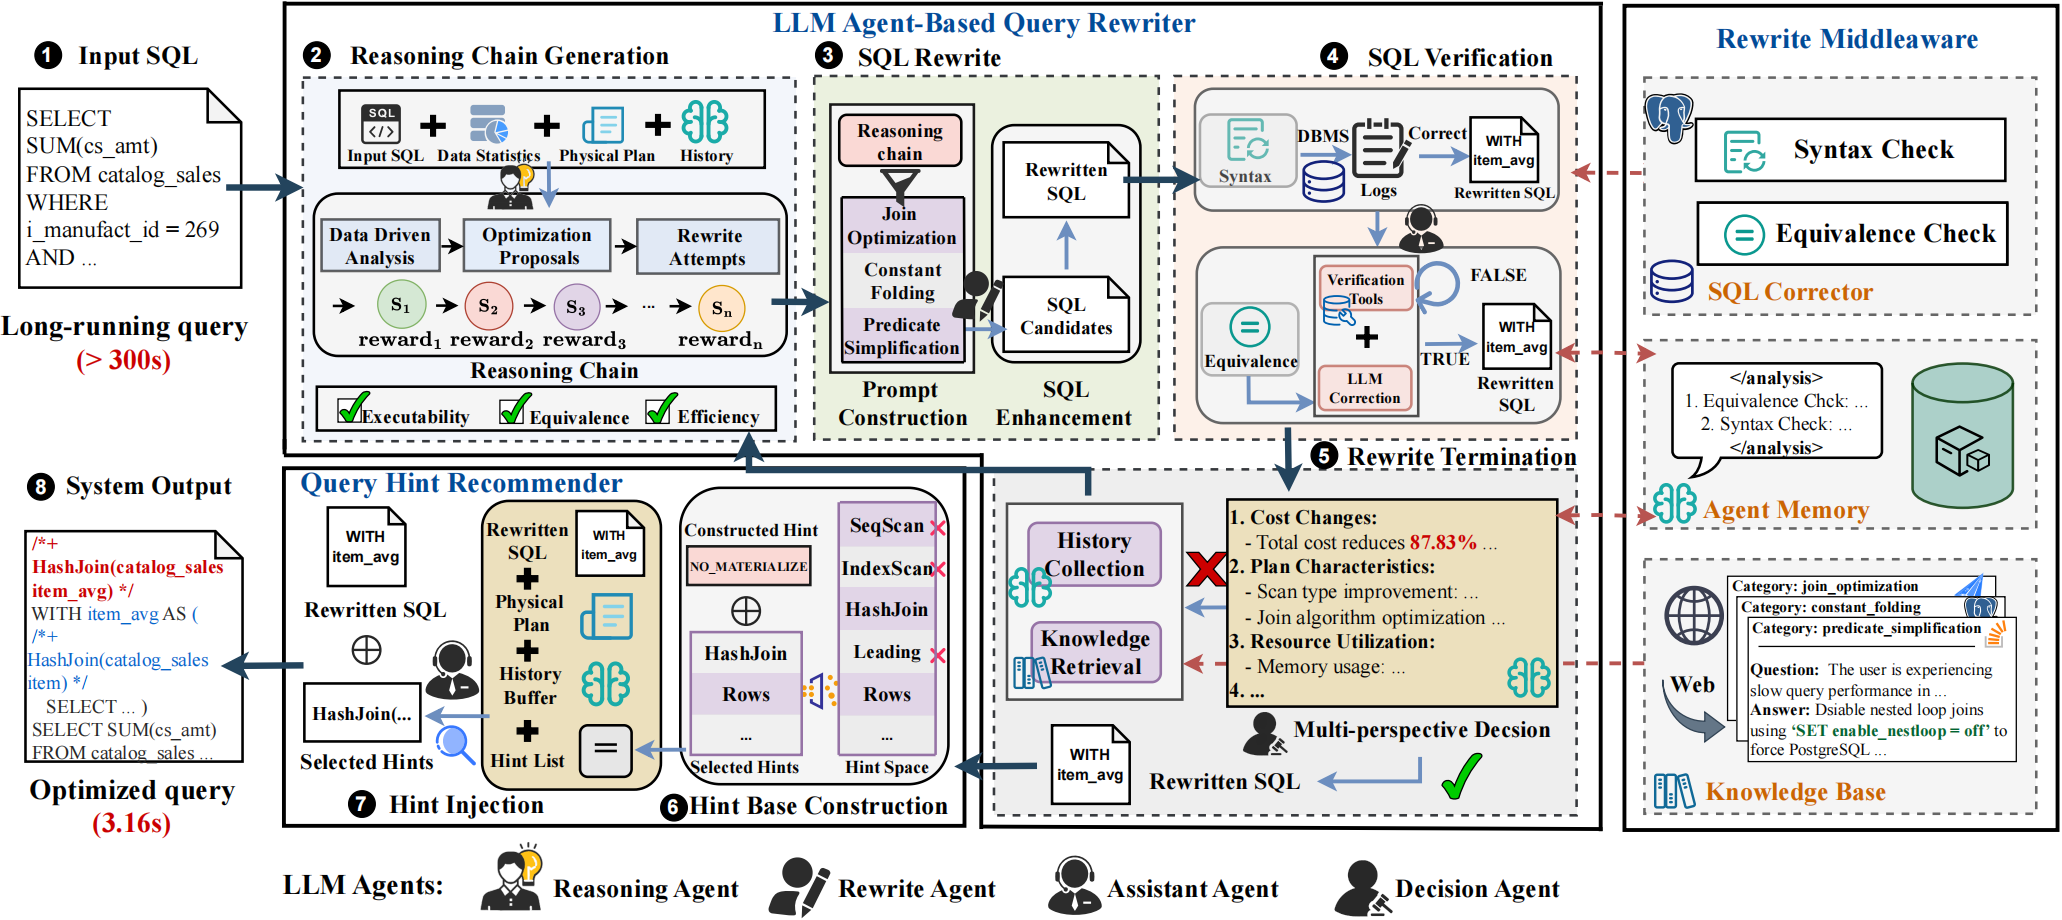 LLM Agent-Based Query Rewriter
1 Input SQL
SELECT
SUM(cs_amt)
FROM catalog_sales
WHERE
i_manufact_id = 269
AND ...
Long-running query
(> 300s)
2 Reasoning Chain Generation
SQL
</>
Input SQL
Data Statistics
Physical Plan
History
Data Driven
Analysis
Optimization
Proposals
Rewrite
Attempts
S1
S2
S3
...
Sn
reward1
reward2
reward3
rewardn
Reasoning Chain
Executability
Equivalence
Efficiency
3 SQL Rewrite
Reasoning
chain
Join
Optimization
Constant
Folding
Predicate
Simplification
Prompt
Construction
Rewritten
SQL
SQL
Candidates
SQL
Enhancement
4 SQL Verification
Syntax
DBMS
Logs
Correct
WITH
item_avg
Rewritten SQL
Equivalence
Verification
Tools
LLM
Correction
FALSE
TRUE
WITH
item_avg
Rewritten
SQL
5 Rewrite Termination
History
Collection
Knowledge
Retrieval
1. Cost Changes:
- Total cost reduces 87.83% ...
2. Plan Characteristics:
- Scan type improvement: ...
- Join algorithm optimization ...
3. Resource Utilization:
- Memory usage: ...
4. ...
Multi-perspective Decsion
Rewritten SQL
WITH
item_avg
Query Hint Recommender
6 Hint Base Construction
Constructed Hint
NO_MATERIALIZE
HashJoin
Rows
...
Selected Hints
SeqScan
IndexScan
HashJoin
Leading
Rows
...
Hint Space
7 Hint Injection
Rewritten
SQL
WITH
item_avg
Physical
Plan
History
Buffer
Hint List
WITH
item_avg
Rewritten SQL
HashJoin(...
Selected Hints
8 System Output
/*+
HashJoin(catalog_sales
item_avg) */
WITH item_avg AS (
/*+
HashJoin(catalog_sales
item) */
SELECT ... )
SELECT SUM(cs_amt)
FROM catalog_sales ...
Optimized query
(3.16s)
Rewrite Middleaware
Syntax Check
Equivalence Check
SQL Corrector
</analysis>
1. Equivalence Chck: ...
2. Syntax Check: ...
</analysis>
Agent Memory
Web
Category: join_optimization
Category: constant_folding
Category: predicate_simplification
Question: The user is experiencing
slow query performance in ...
Answer: Dsiable nested loop joins
using ‘SET enable_nestloop = off’ to
force PostgreSQL ...
Knowledge Base
LLM Agents:
Reasoning Agent
Rewrite Agent
Assistant Agent
Decision Agent